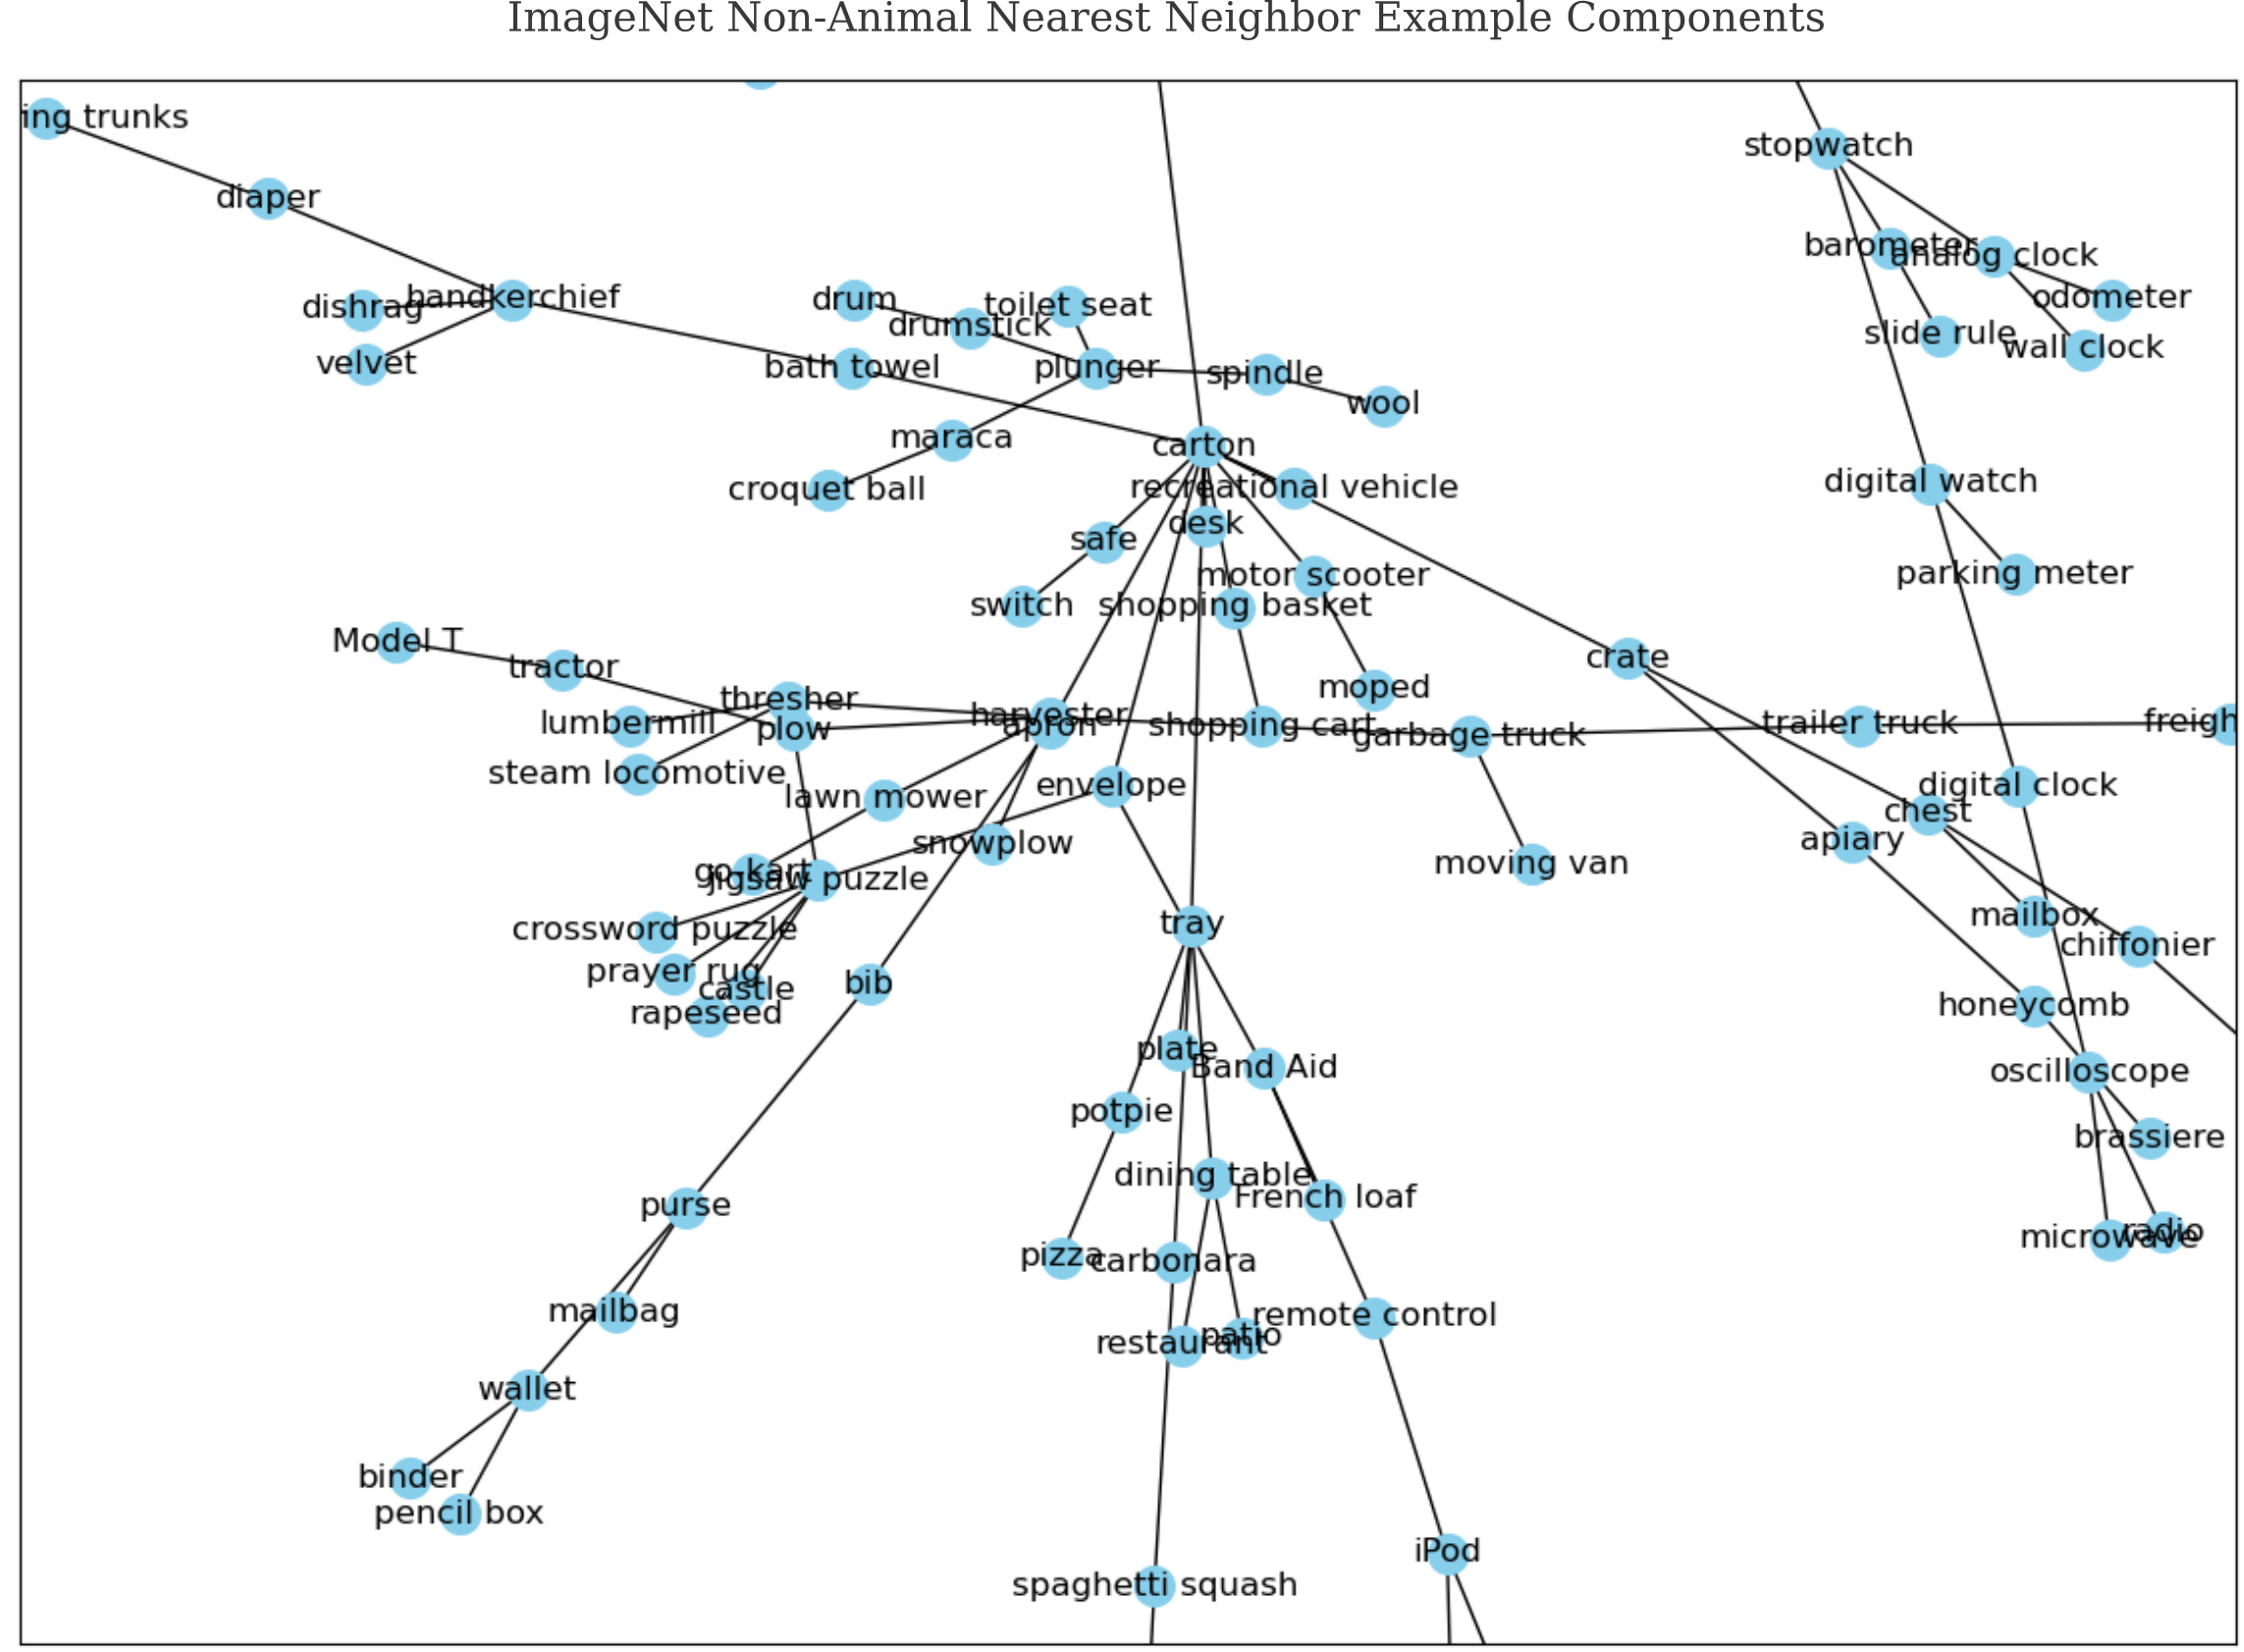 ImageNet Non-Animal Nearest Neighbor Example Components
ing trunks
stopwatch
diaper
barometer
analog clock
handkerchief
dishrag
drum
toilet seat
odometer
drumstick
slide rule
wall clock
velvet
bath towel
plunger
spindle
wool
maraca
carton
croquet ball
recreational vehicle
digital watch
desk
safe
motor scooter
parking meter
switch
shopping basket
Model T
tractor
crate
moped
thresher
harvester
lumbermill
plow
apron
shopping cart
garbage truck
trailer truck
freigh
steam locomotive
envelope
digital clock
lawn mower
chest
snowplow
apiary
go-kart
jigsaw puzzle
moving van
crossword puzzle
tray
mailbox
chiffonier
prayer rug
castle
bib
rapeseed
honeycomb
plate
Band Aid
oscilloscope
potpie
brassiere
dining table
French loaf
purse
radio
microwave
pizza
carbonara
mailbag
remote control
restaurant
patio
wallet
binder
pencil box
iPod
spaghetti squash